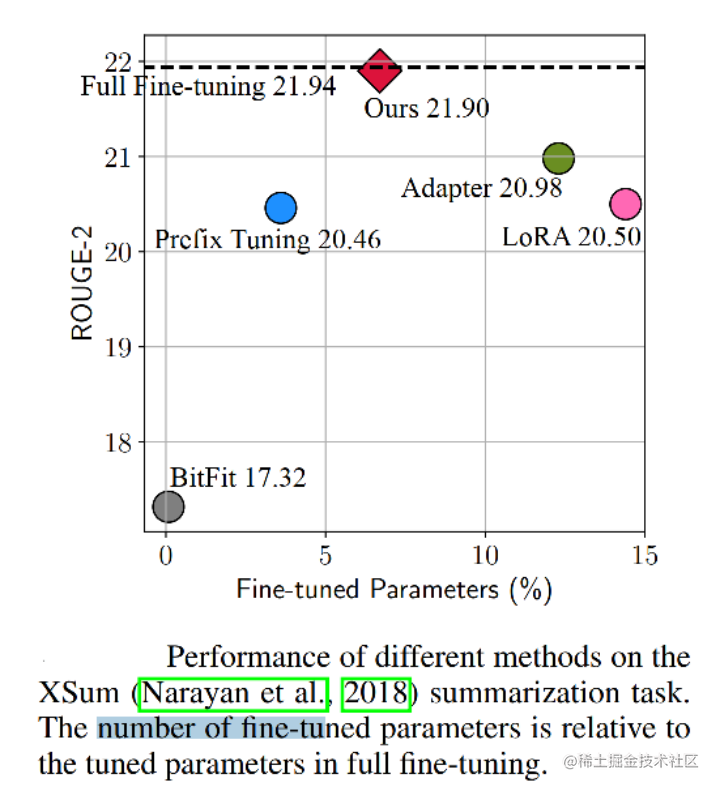 22
Full Fine-tuning 21.94
Ours 21.90
21
Adapter 20.98
Prefix Tuning 20.46
LoRA 20.50
20
ROUGE-2
19
18
BitFit 17.32
0 5 10 15
Fine-tuned Parameters (%)
Performance of different methods on the
XSum (Narayan et al., 2018) summarization task.
The number of fine-tuned parameters is relative to
the tuned parameters in full fine-tuning.
@稀土掘金技术社区